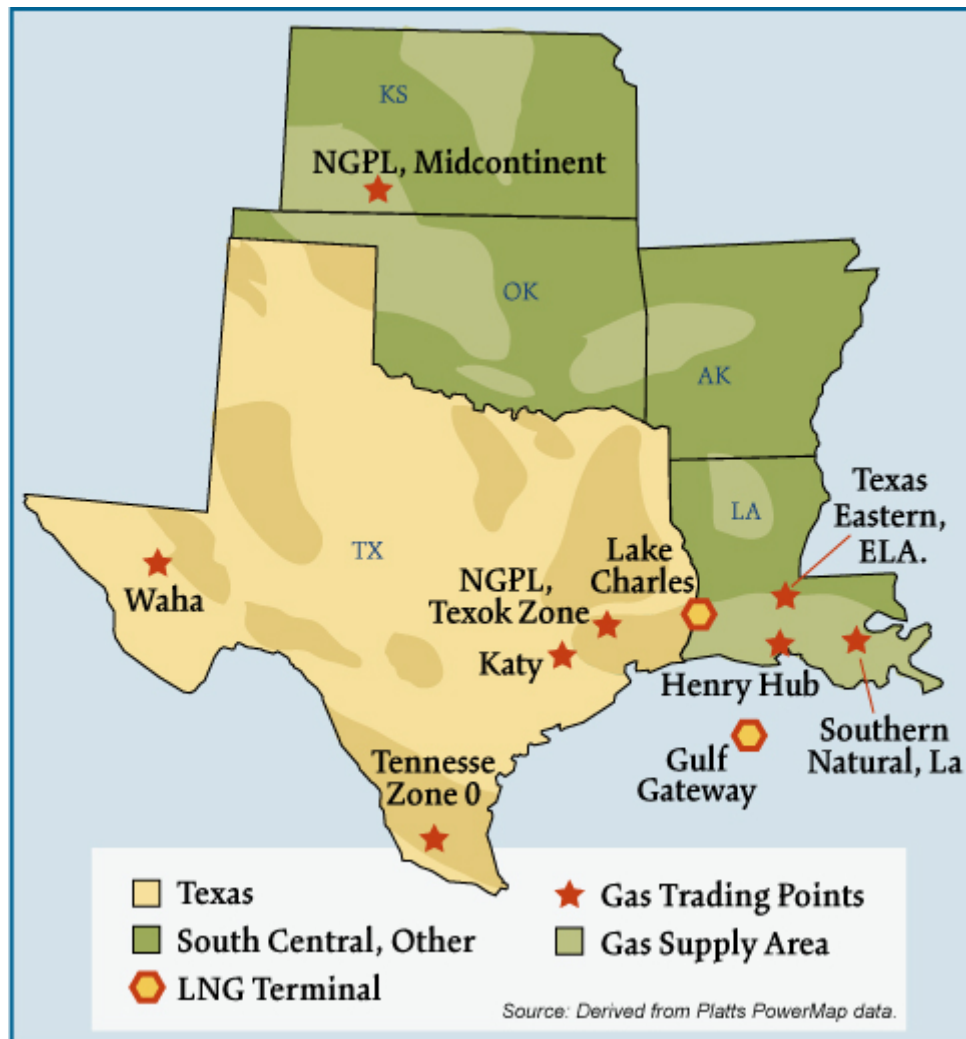 KS
NGPL, Midcontinent
OK
AK
LA
Texas
Eastern,
ELA.
TX
Lake
Charles
NGPL,
Texok Zone
Waha
Katy
Henry Hub
Southern
Natural, La
Gulf
Gateway
Tennesse
Zone 0
Texas
South Central, Other
LNG Terminal
Gas Trading Points
Gas Supply Area
Source: Derived from Platts PowerMap data.